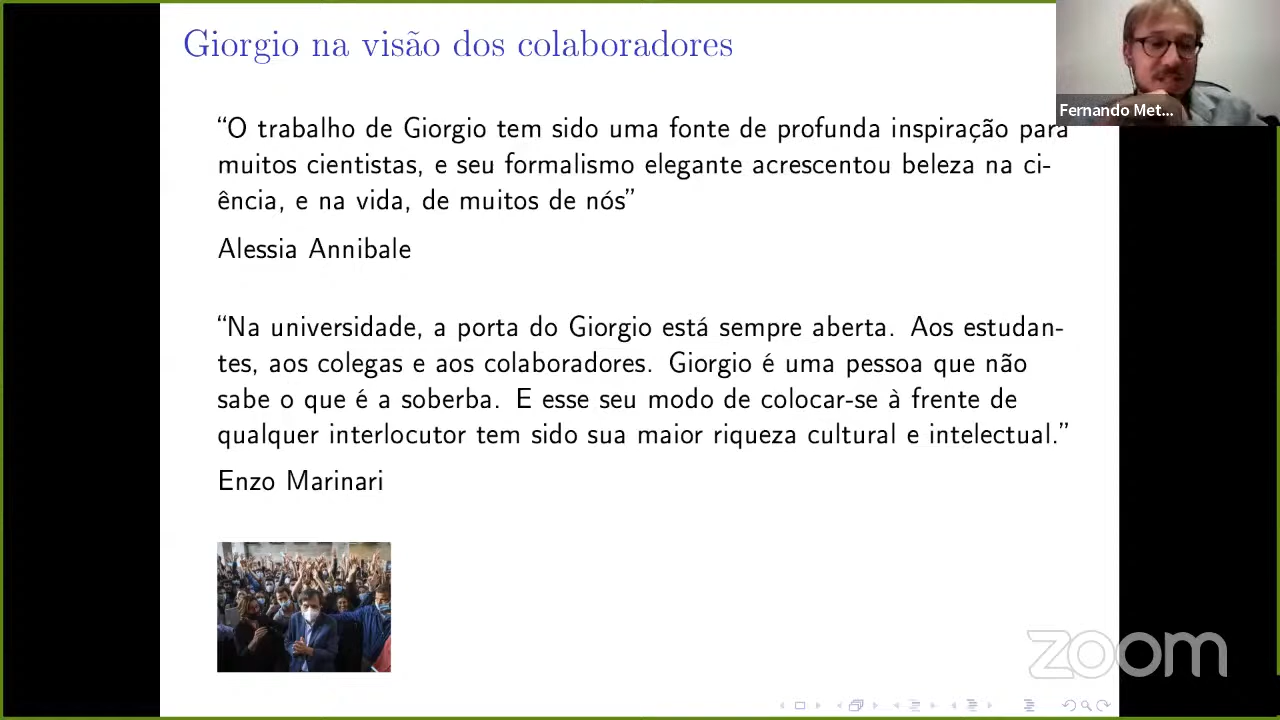 Giorgio na visão dos colaboradores
Fernando Met...
“O trabalho de Giorgio tem sido uma fonte de profunda inspiração para
muitos cientistas, e seu formalismo elegante acrescentou beleza na ci-
ência, e na vida, de muitos de nós”
Alessia Annibale
“Na universidade, a porta do Giorgio está sempre aberta. Aos estudan-
tes, aos colegas e aos colaboradores. Giorgio é uma pessoa que não
sabe o que é a soberba. E esse seu modo de colocar-se à frente de
qualquer interlocutor tem sido sua maior riqueza cultural e intelectual.”
Enzo Marinari
zoom